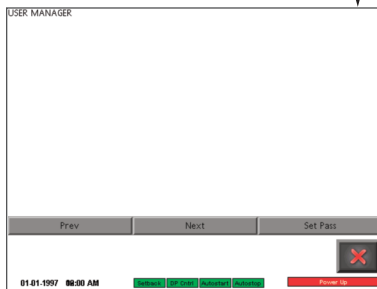 USER MANAGER
Prev Next Set Pass
01-01-1997 08:00 AM Setback DP Cntrl Autostart Autostop Power Up